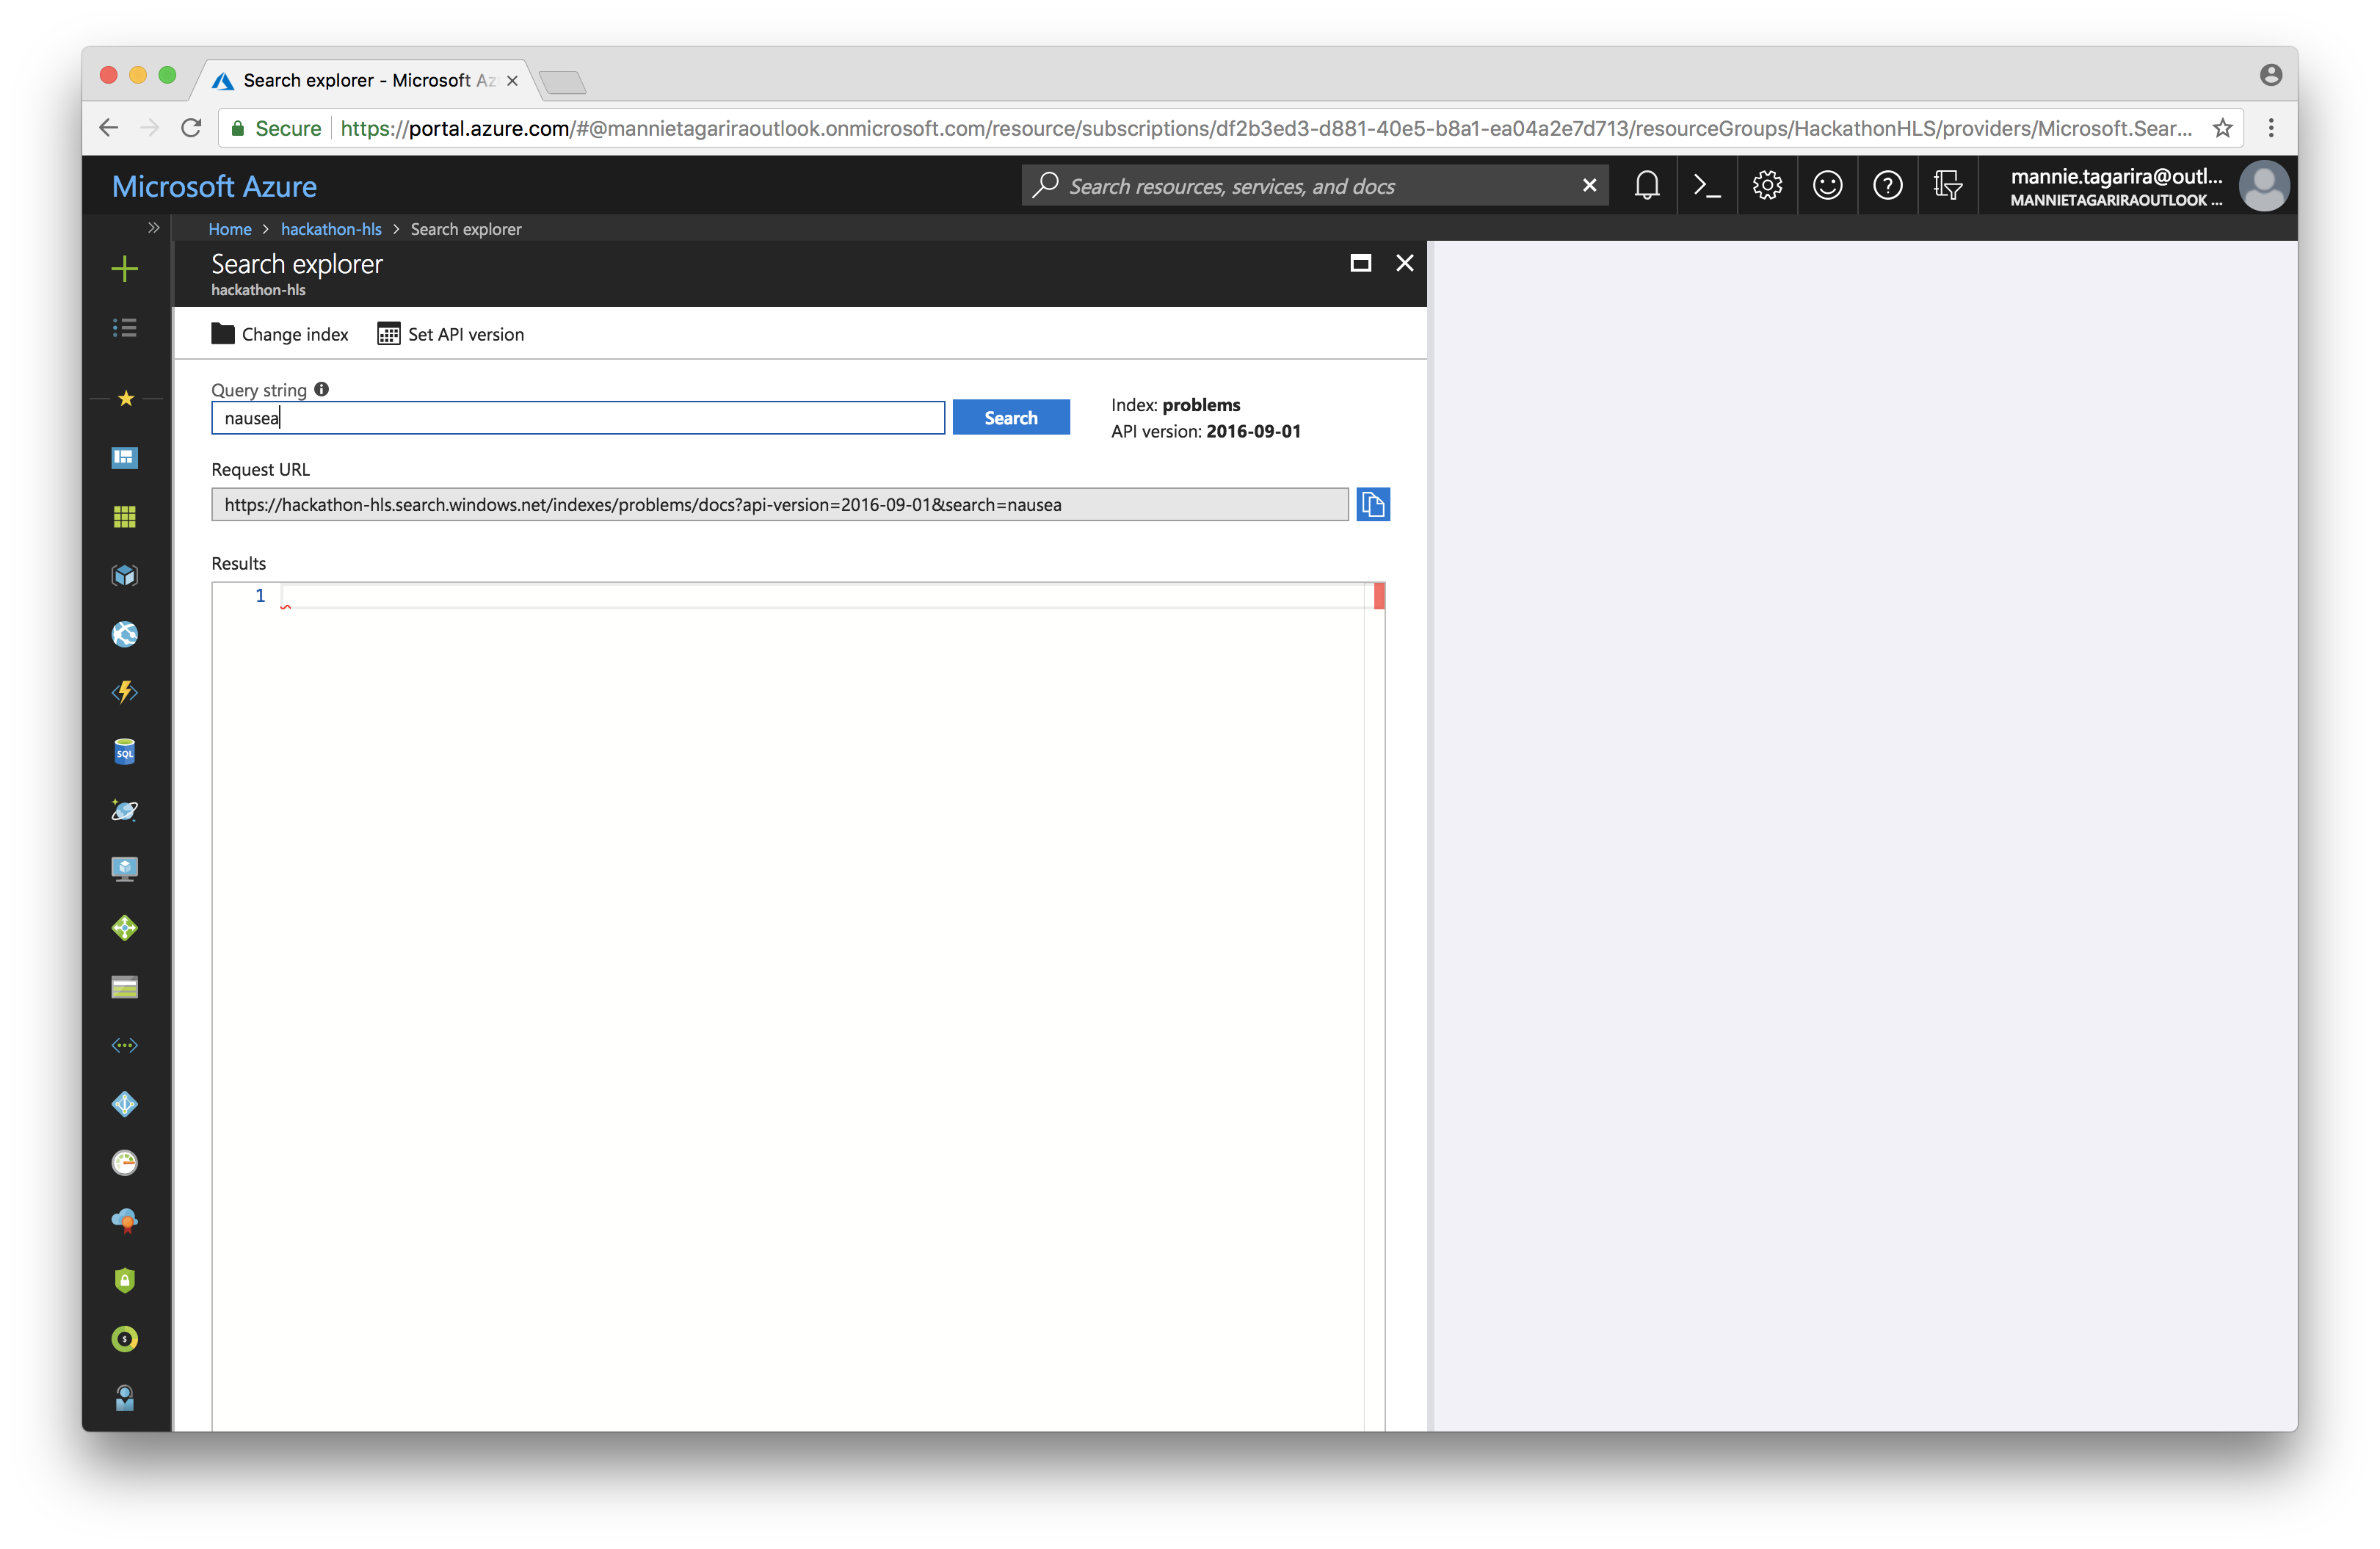 Search explorer - Microsoft Az
Secure https://portal.azure.com/#@mannietagariraoutlook.onmicrosoft.com/resource/subscriptions/df2b3ed3-d881-40e5-b8a1-ea04a2e7d713/resourceGroups/HackathonHLS/providers/Microsoft.Sear...
Microsoft Azure
Search resources, services, and docs
mannie.tagarira@outl...
MANNIETAGARIRAOUTLOOK ...
Home > hackathon-hls > Search explorer
Search explorer
hackathon-hls
Change index
Set API version
Query string
nausea
Search
Index: problems
API version: 2016-09-01
Request URL
https://hackathon-hls.search.windows.net/indexes/problems/docs?api-version=2016-09-01&search=nausea
Results
1
SQL